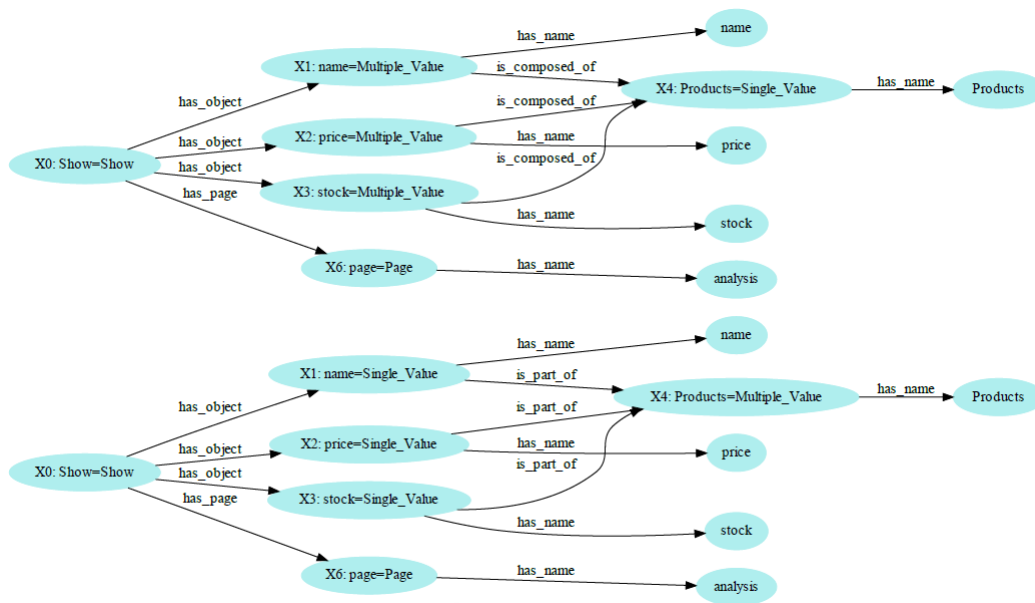 has_name
name
X1: name=Multiple_Value
is_composed_of
X4: Products=Single_Value
has_name
Products
has_object
is_composed_of
X2: price=Multiple_Value
has_name
price
X0: Show=Show
has_object
is_composed_of
has_object
X3: stock=Multiple_Value
has_page
has_name
stock
X6: page=Page
has_name
analysis
has_name
name
X1: name=Single_Value
is_part_of
X4: Products=Multiple_Value
has_name
Products
has_object
is_part_of
X2: price=Single_Value
has_name
price
X0: Show=Show
has_object
is_part_of
has_object
X3: stock=Single_Value
has_page
has_name
stock
X6: page=Page
has_name
analysis